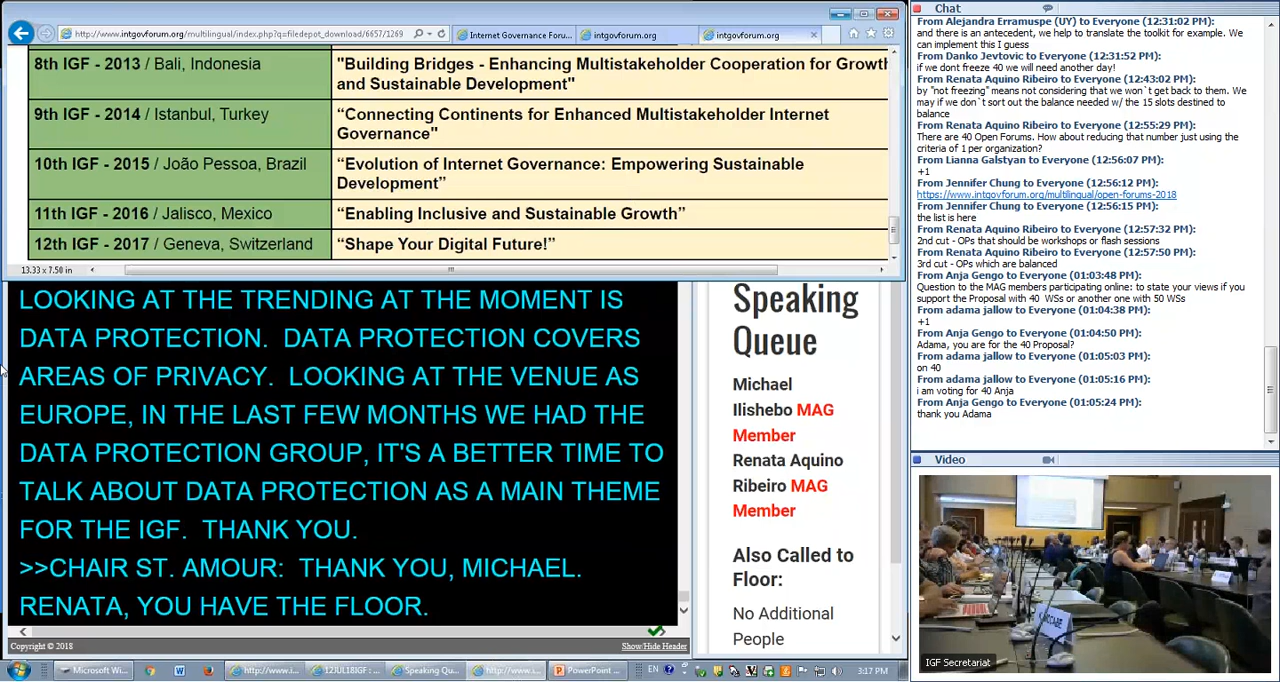 http://www.intgovforum.org/multilingual/index.php?q=filedepot_download/6657/1269
Internet Governance Foru...
intgovforum.org
intgovforum.org
8th IGF - 2013 / Bali, Indonesia
"Building Bridges - Enhancing Multistakeholder Cooperation for Growth
and Sustainable Development"
9th IGF - 2014 / Istanbul, Turkey
“Connecting Continents for Enhanced Multistakeholder Internet
Governance"
10th IGF - 2015 / João Pessoa, Brazil
“Evolution of Internet Governance: Empowering Sustainable
Development”
11th IGF - 2016 / Jalisco, Mexico
“Enabling Inclusive and Sustainable Growth”
12th IGF - 2017 / Geneva, Switzerland
“Shape Your Digital Future!”
13.33 x 7.50 in
LOOKING AT THE TRENDING AT THE MOMENT IS
DATA PROTECTION.  DATA PROTECTION COVERS
AREAS OF PRIVACY.  LOOKING AT THE VENUE AS
EUROPE, IN THE LAST FEW MONTHS WE HAD THE
DATA PROTECTION GROUP, IT'S A BETTER TIME TO
TALK ABOUT DATA PROTECTION AS A MAIN THEME
FOR THE IGF.  THANK YOU.
>>CHAIR ST. AMOUR:  THANK YOU, MICHAEL.
RENATA, YOU HAVE THE FLOOR.
Copyright © 2018
Show/Hide Header
Speaking
Queue
Michael
Ilishebo MAG
Member
Renata Aquino
Ribeiro MAG
Member
Also Called to
Floor:
No Additional
People
Chat
From Alejandra Erramuspe (UY) to Everyone (12:31:02 PM):
and there is an antecedent, we help to translate the toolkit for example. We
can implement this I guess
From Danko Jevtovic to Everyone (12:31:52 PM):
if we dont freeze 40 we will need another day!
From Renata Aquino Ribeiro to Everyone (12:43:02 PM):
by "not freezing" means not considering that we won`t get back to them. We
may if we don`t sort out the balance needed w/ the 15 slots destined to
balance
From Renata Aquino Ribeiro to Everyone (12:55:29 PM):
There are 40 Open Forums. How about reducing that number just using the
criteria of 1 per organization?
From Lianna Galstyan to Everyone (12:56:07 PM):
+1
From Jennifer Chung to Everyone (12:56:12 PM):
https://www.intgovforum.org/multilingual/open-forums-2018
From Jennifer Chung to Everyone (12:56:15 PM):
the list is here
From Renata Aquino Ribeiro to Everyone (12:57:32 PM):
2nd cut - OPs that should be workshops or flash sessions
From Renata Aquino Ribeiro to Everyone (12:57:50 PM):
3rd cut - OPs which are balanced
From Anja Gengo to Everyone (01:03:48 PM):
Question to the MAG members participating online: to state your views if you
support the Proposal with 40  WSs or another one with 50 WSs
From adama jallow to Everyone (01:04:38 PM):
+1
From Anja Gengo to Everyone (01:04:50 PM):
Adama, you are for the 40 Proposal?
From adama jallow to Everyone (01:05:03 PM):
on 40
From adama jallow to Everyone (01:05:16 PM):
i am voting for 40 Anja
From Anja Gengo to Everyone (01:05:24 PM):
thank you Adama
Video
MCCABE
IGF Secretariat
Microsoft Wi...
http://www.i...
12JUL18IGF : ...
Speaking Qu...
http://www.i...
PowerPoint ...
EN
3:17 PM